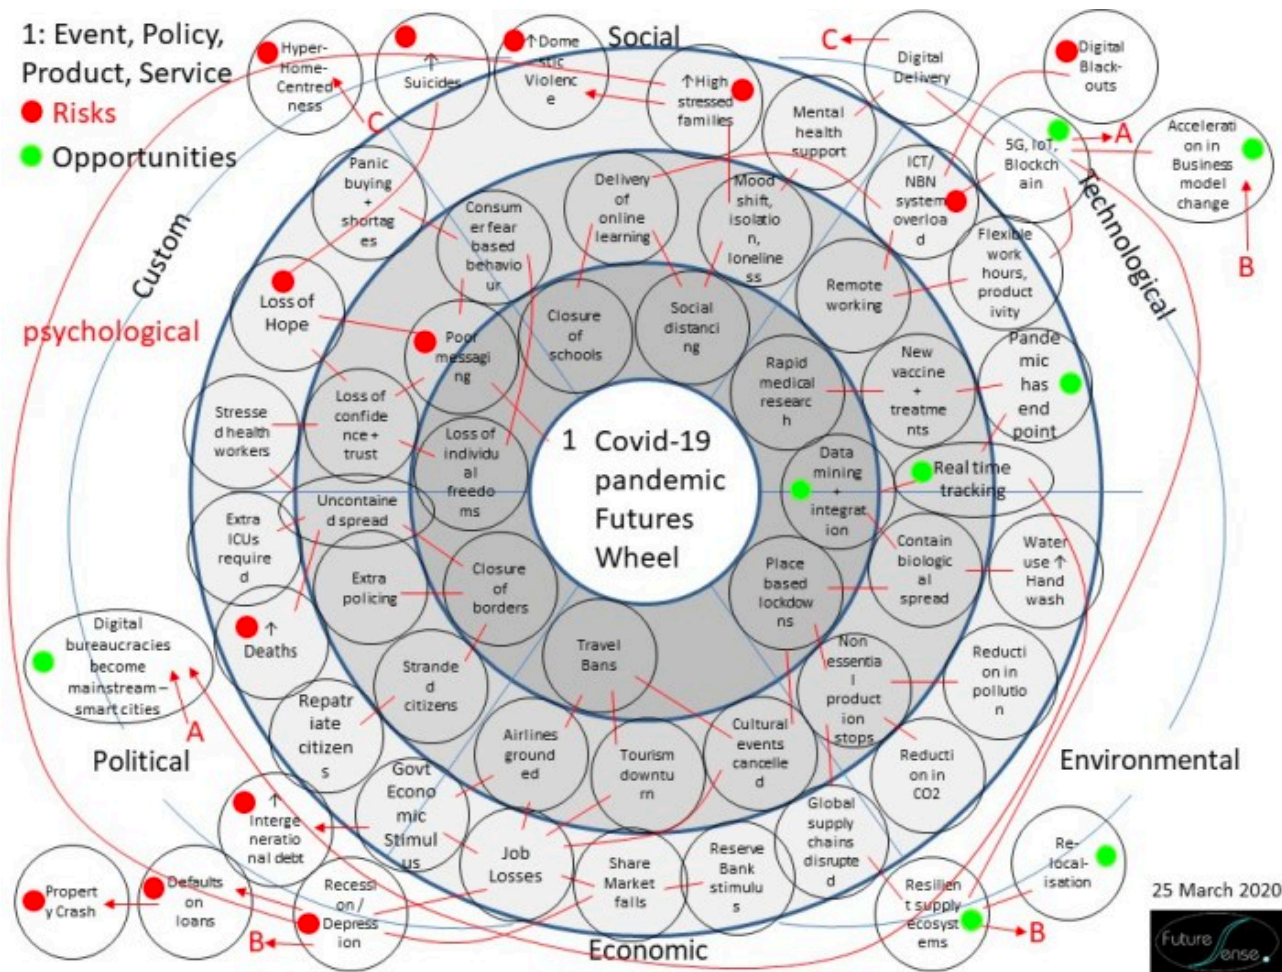 1: Event, Policy,
Product, Service
Risks
Opportunities
Social
Technological
Environmental
Economic
Political
psychological
Custom
1 Covid-19
pandemic
Futures
Wheel
Hyper-
Home-
Centred
ness
C
↑
Suicides
↑Dome
stic
Violenc
e
↑High
stressed
families
Mental
health
support
C
Digital
Delivery
Digital
Black-
outs
5G, IoT,
Blockch
ain
A
Accelerati
on in
Business
model
change
B
Panic
buying +
shortag
es
Consum
er fear
based
behavio
ur
Delivery
of
online
learning
Mood
shift,
isolatio
n,
loneline
ss
ICT/
NBN
system
overloa
d
Flexible
work
hours,
product
ivity
Remote
working
Loss of
Hope
Poor
messagi
ng
Closure
of
schools
Social
distanci
ng
Rapid
medical
researc
h
New
vaccine
+
treatme
nts
Pande
mic has
end
point
Stresse
d health
workers
Loss of
confide
nce +
trust
Loss of
individ
ual
freedo
ms
Data
mining
+
integrat
ion
Real time
tracking
Uncontaine
d spread
Extra
ICUs
require
d
Extra
policing
Closure
of
borders
Place
based
lockdow
ns
Contain
biologic
al
spread
Water
use ↑
Hand
wash
↑
Deaths
Digital
bureaucracies
become
mainstream –
smart cities
A
Strande
d
citizens
Travel
Bans
Non
essenti
al
product
ion
stops
Reducti
on in
pollutio
n
Repatr
iate
citizen
s
Airlines
ground
ed
Tourism
downtu
rn
Cultural
events
cancelle
d
Reducti
on in
CO2
↑
Interge
neratio
nal debt
Govt
Econo
mic
Stimul
us
Job
Losses
Share
Market
falls
Reserve
Bank
stimulu
s
Global
supply
chains
disrupte
d
Re-
local-
isation
Propert
y Crash
Defaults
on
loans
Recessi
on /
Depress
ion
B
Resilien
t supply
ecosyst
ems
B
25 March 2020
Future
Sense.